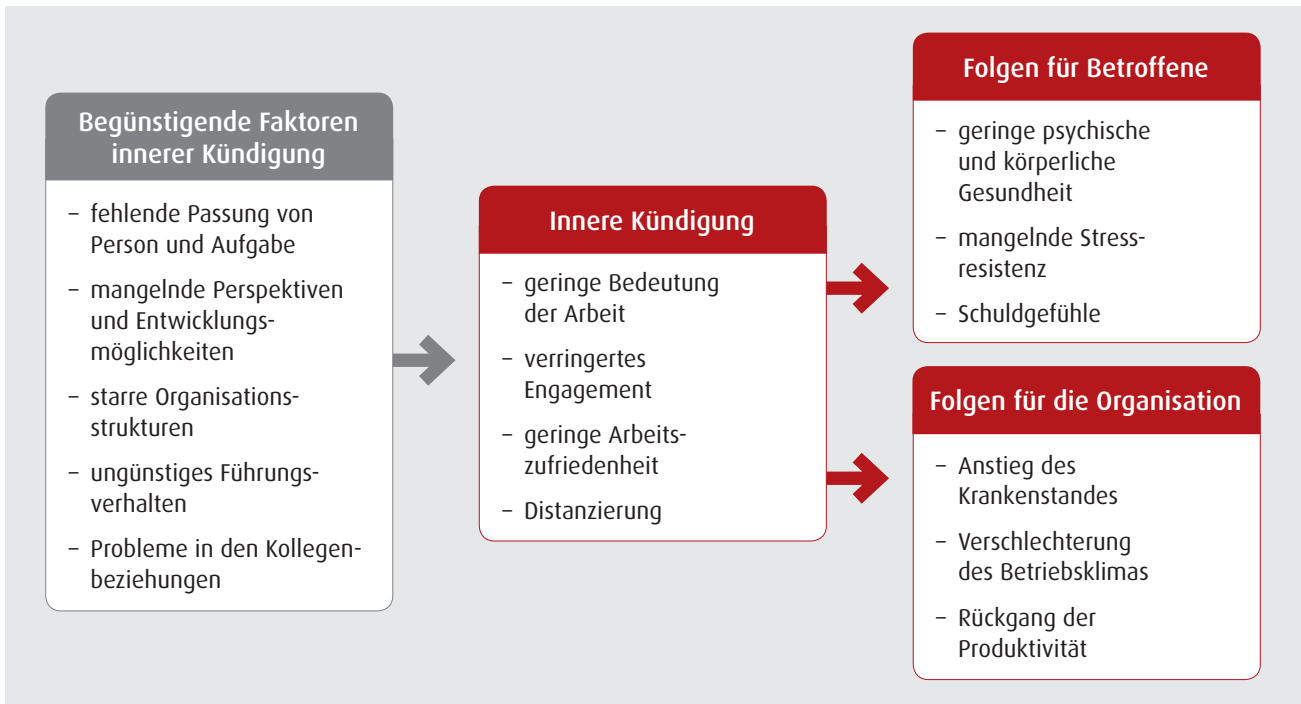 Begünstigende Faktoren
innerer Kündigung
– fehlende Passung von
Person und Aufgabe
– mangelnde Perspektiven
und Entwicklungs-
möglichkeiten
– starre Organisations-
strukturen
– ungünstiges Führungs-
verhalten
– Probleme in den Kollegen-
beziehungen
Innere Kündigung
– geringe Bedeutung
der Arbeit
– verringertes
Engagement
– geringe Arbeits-
zufriedenheit
– Distanzierung
Folgen für Betroffene
– geringe psychische
und körperliche
Gesundheit
– mangelnde Stress-
resistenz
– Schuldgefühle
Folgen für die Organisation
– Anstieg des
Krankenstandes
– Verschlechterung
des Betriebsklimas
– Rückgang der
Produktivität